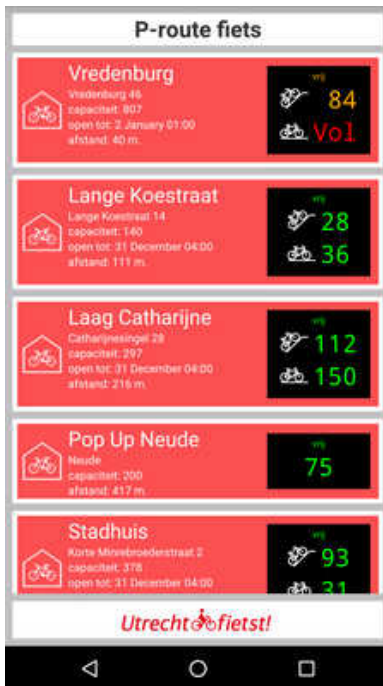 P-route fiets
Vredenburg
Vredenburg 46
capaciteit: 807
open tot: 2 January 01:00
afstand: 40 m.
vrij
84
Vol
Lange Koestraat
Lange Koestraat 14
capaciteit: 140
open tot: 31 December 04:00
afstand: 111 m.
vrij
28
36
Laag Catharijne
Catharijnesingel 28
capaciteit: 297
open tot: 31 December 04:00
afstand: 216 m.
vrij
112
150
Pop Up Neude
Neude
capaciteit: 200
afstand: 417 m.
vrij
75
Stadhuis
Korte Minrebroederstraat 2
capaciteit: 378
open tot: 31 December 04:00
vrij
93
31
Utrecht fietst!